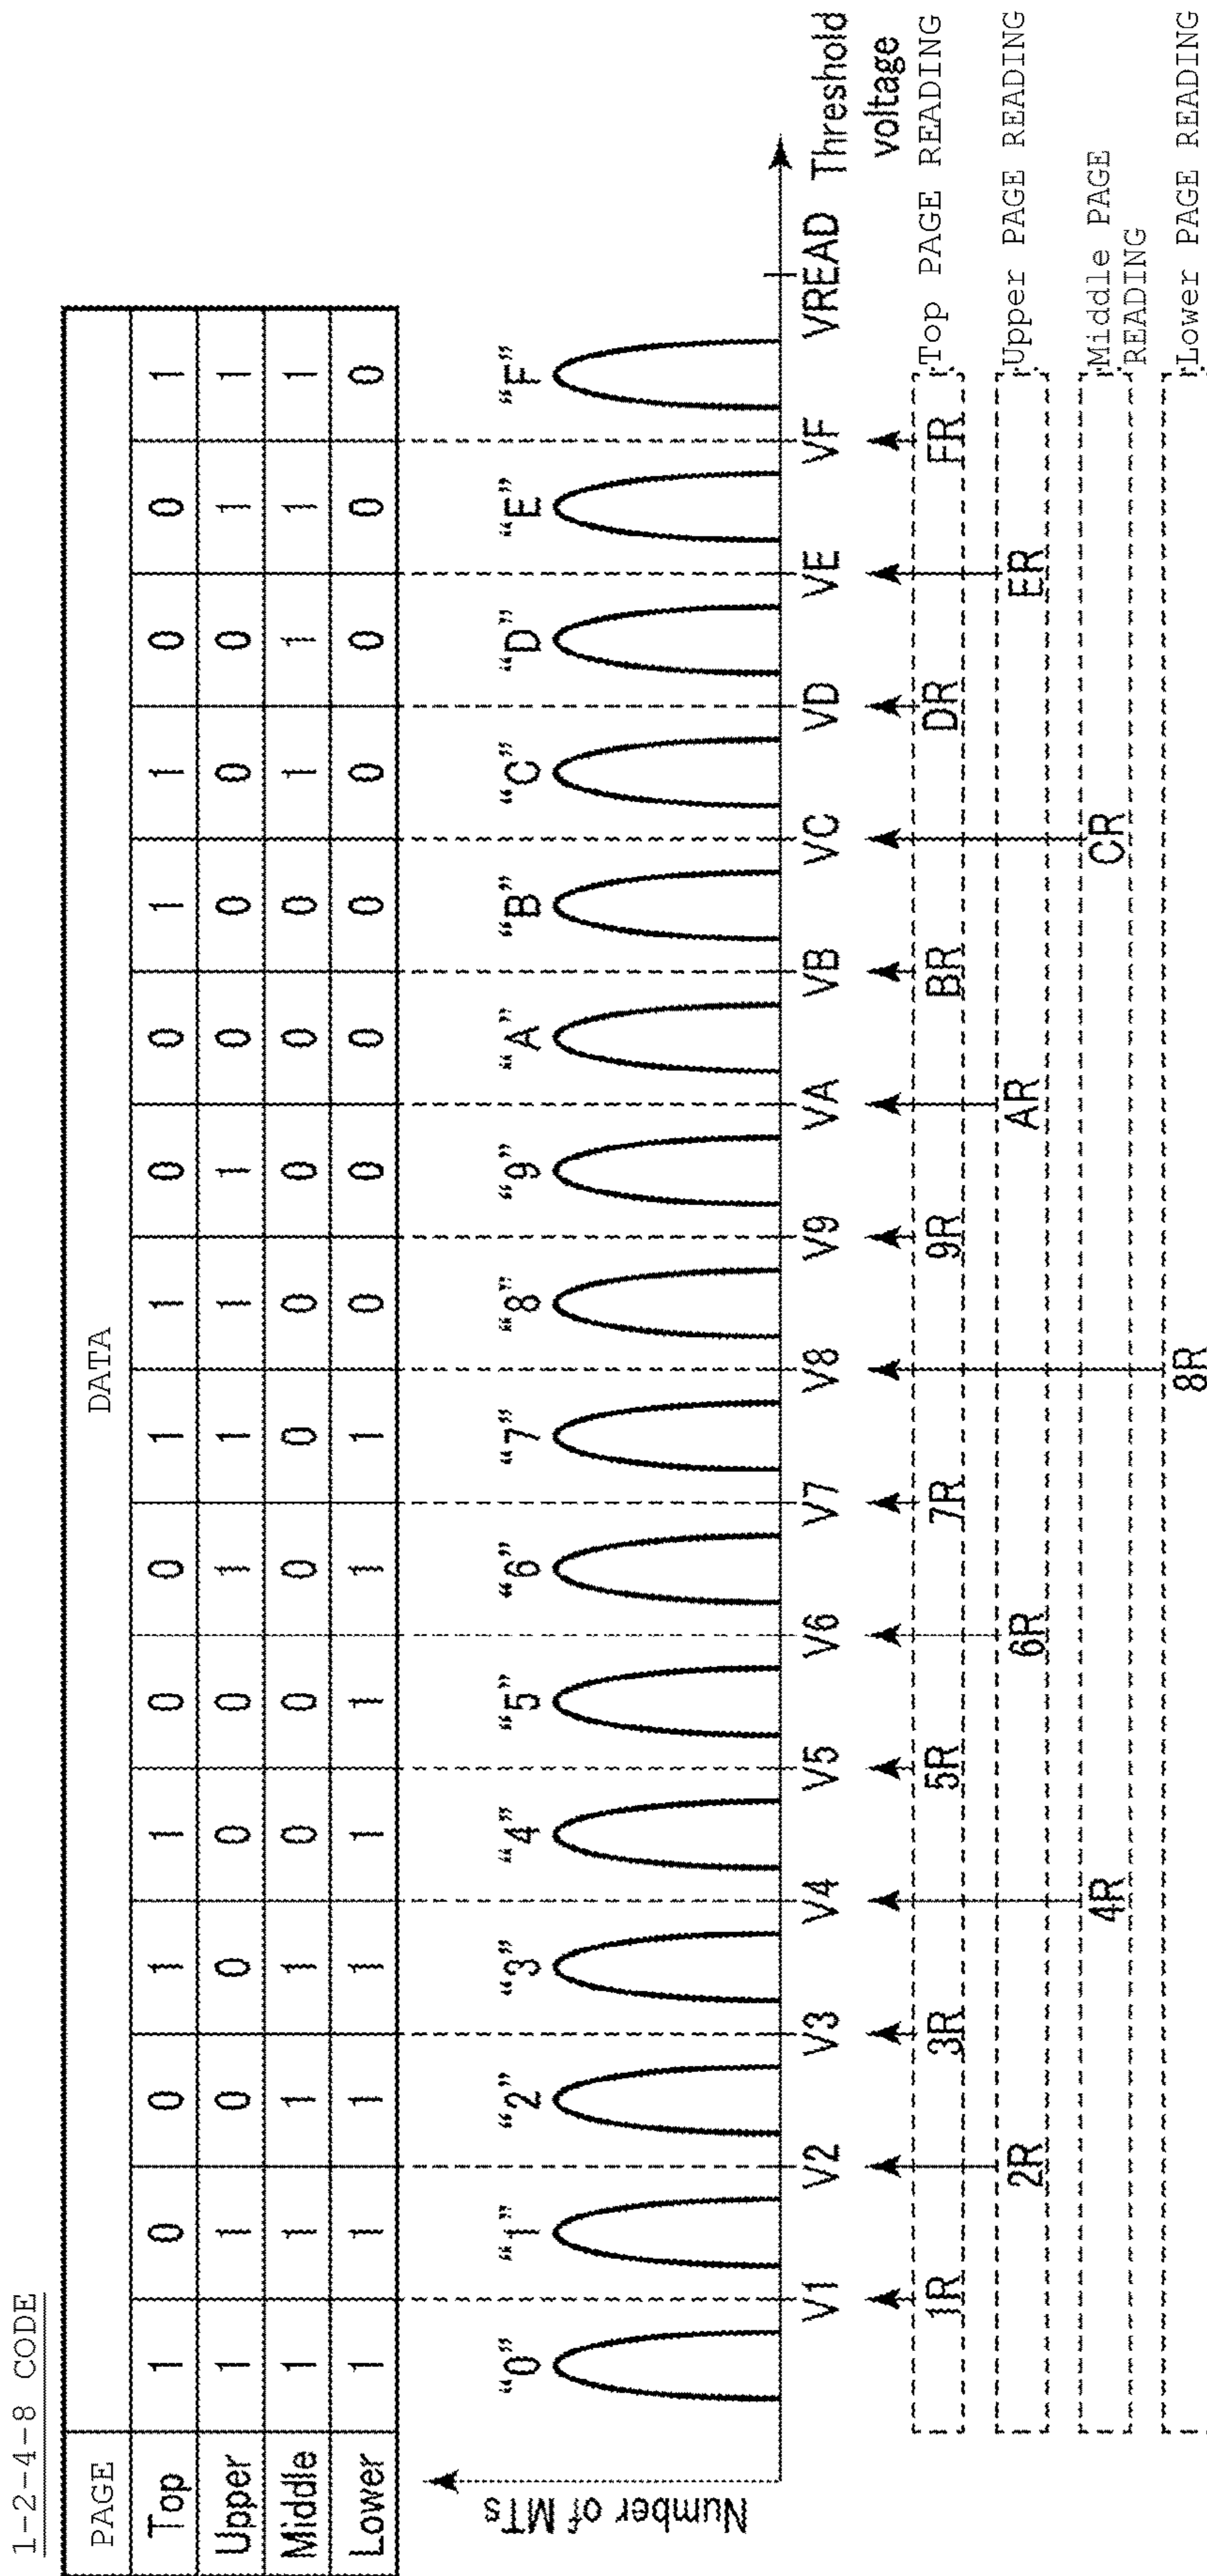 1-2-4-8 CODE
PAGE DATA
Top 1 0 0 1 1 0 0 1 1 0 0 1 1 0 0 1
Upper 1 1 0 0 0 0 1 1 1 1 0 0 0 0 1 1
Middle 1 1 1 1 0 0 0 0 0 0 0 0 1 1 1 1
Lower 1 1 1 1 1 1 1 1 0 0 0 0 0 0 0 0
Number of MTs
“0” “1” “2” “3” “4” “5” “6” “7” “8” “9” “A” “B” “C” “D” “E” “F”
V1 V2 V3 V4 V5 V6 V7 V8 V9 VA VB VC VD VE VF VREAD Threshold
voltage
1R 3R 5R 7R 9R BR DR FR Top PAGE READING
2R 6R AR ER Upper PAGE READING
4R CR Middle PAGE
READING
8R Lower PAGE READING